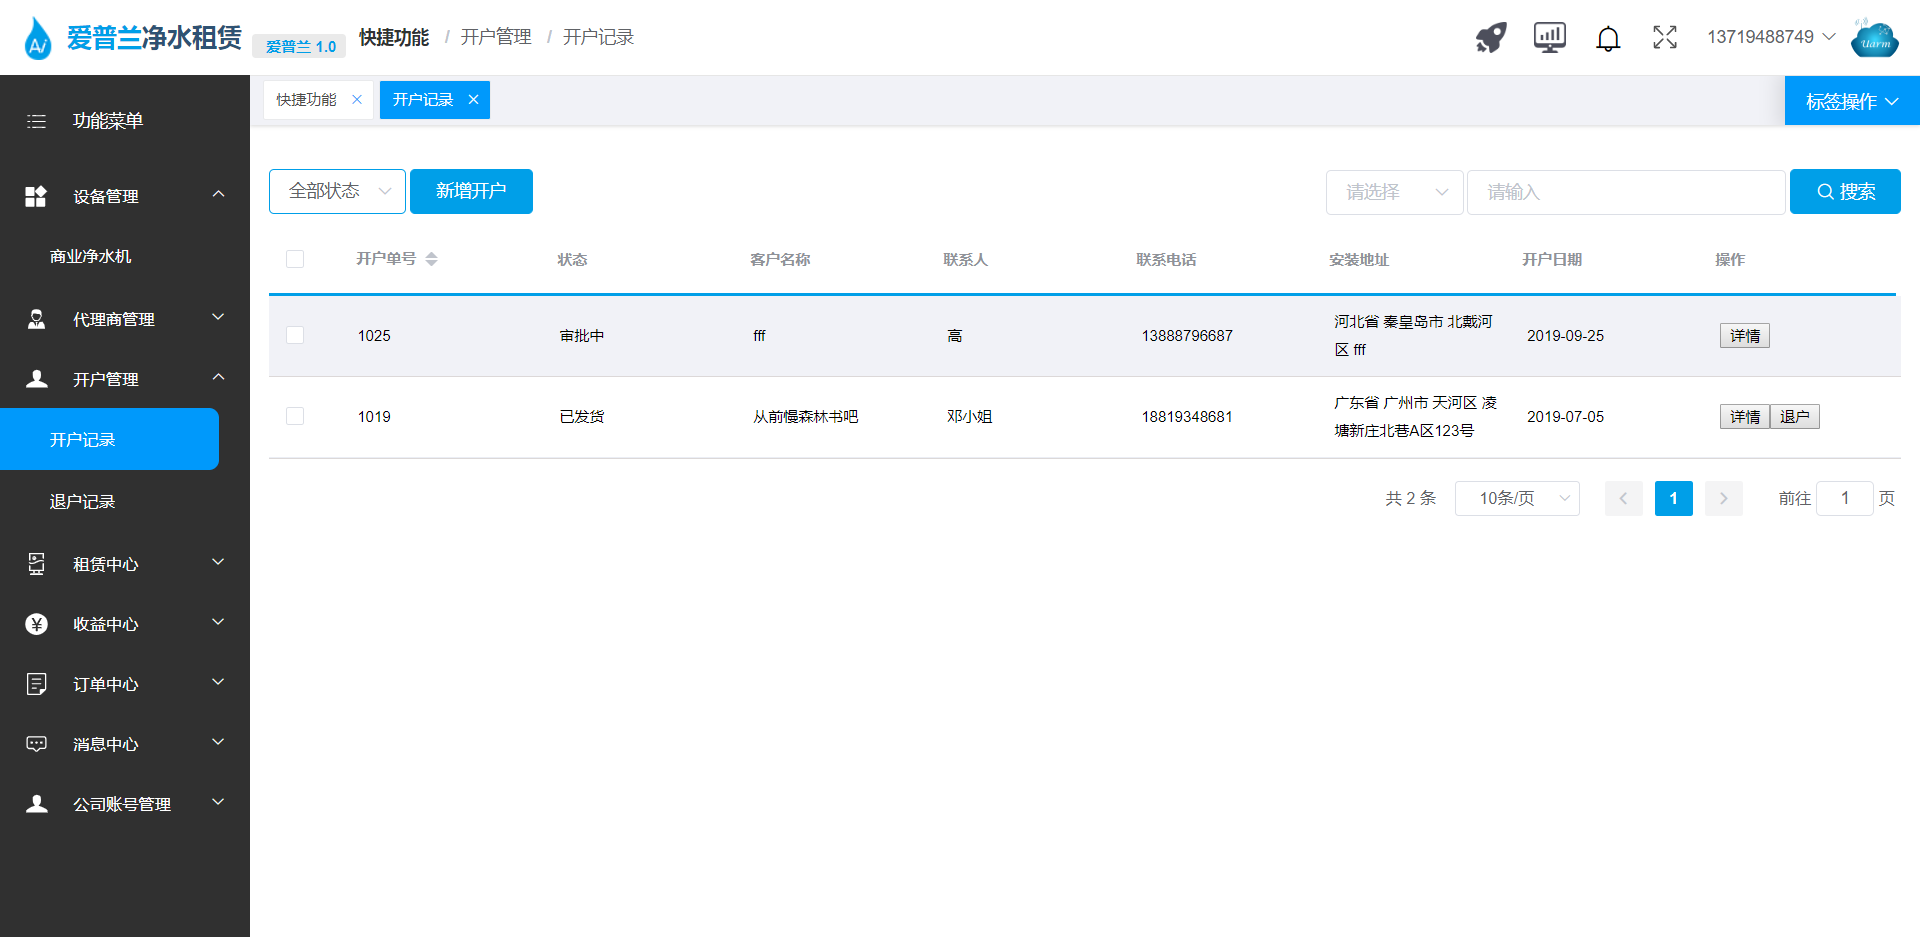 爱普兰净水租赁 爱普兰 1.0 快捷功能 / 开户管理 / 开户记录 13719488749 Uarm
功能菜单
设备管理
商业净水机
代理商管理
开户管理
开户记录
退户记录
租赁中心
收益中心
订单中心
消息中心
公司账号管理
快捷功能 开户记录 标签操作
全部状态 新增开户 请选择 请输入 搜索
开户单号 状态 客户名称 联系人 联系电话 安装地址 开户日期 操作
1025 审批中 fff 高 13888796687 河北省 秦皇岛市 北戴河
区 fff 2019-09-25 详情
1019 已发货 从前慢森林书吧 邓小姐 18819348681 广东省 广州市 天河区 凌
塘新庄北巷A区123号 2019-07-05 详情 退户
共 2 条 10条/页 1 前往 1 页